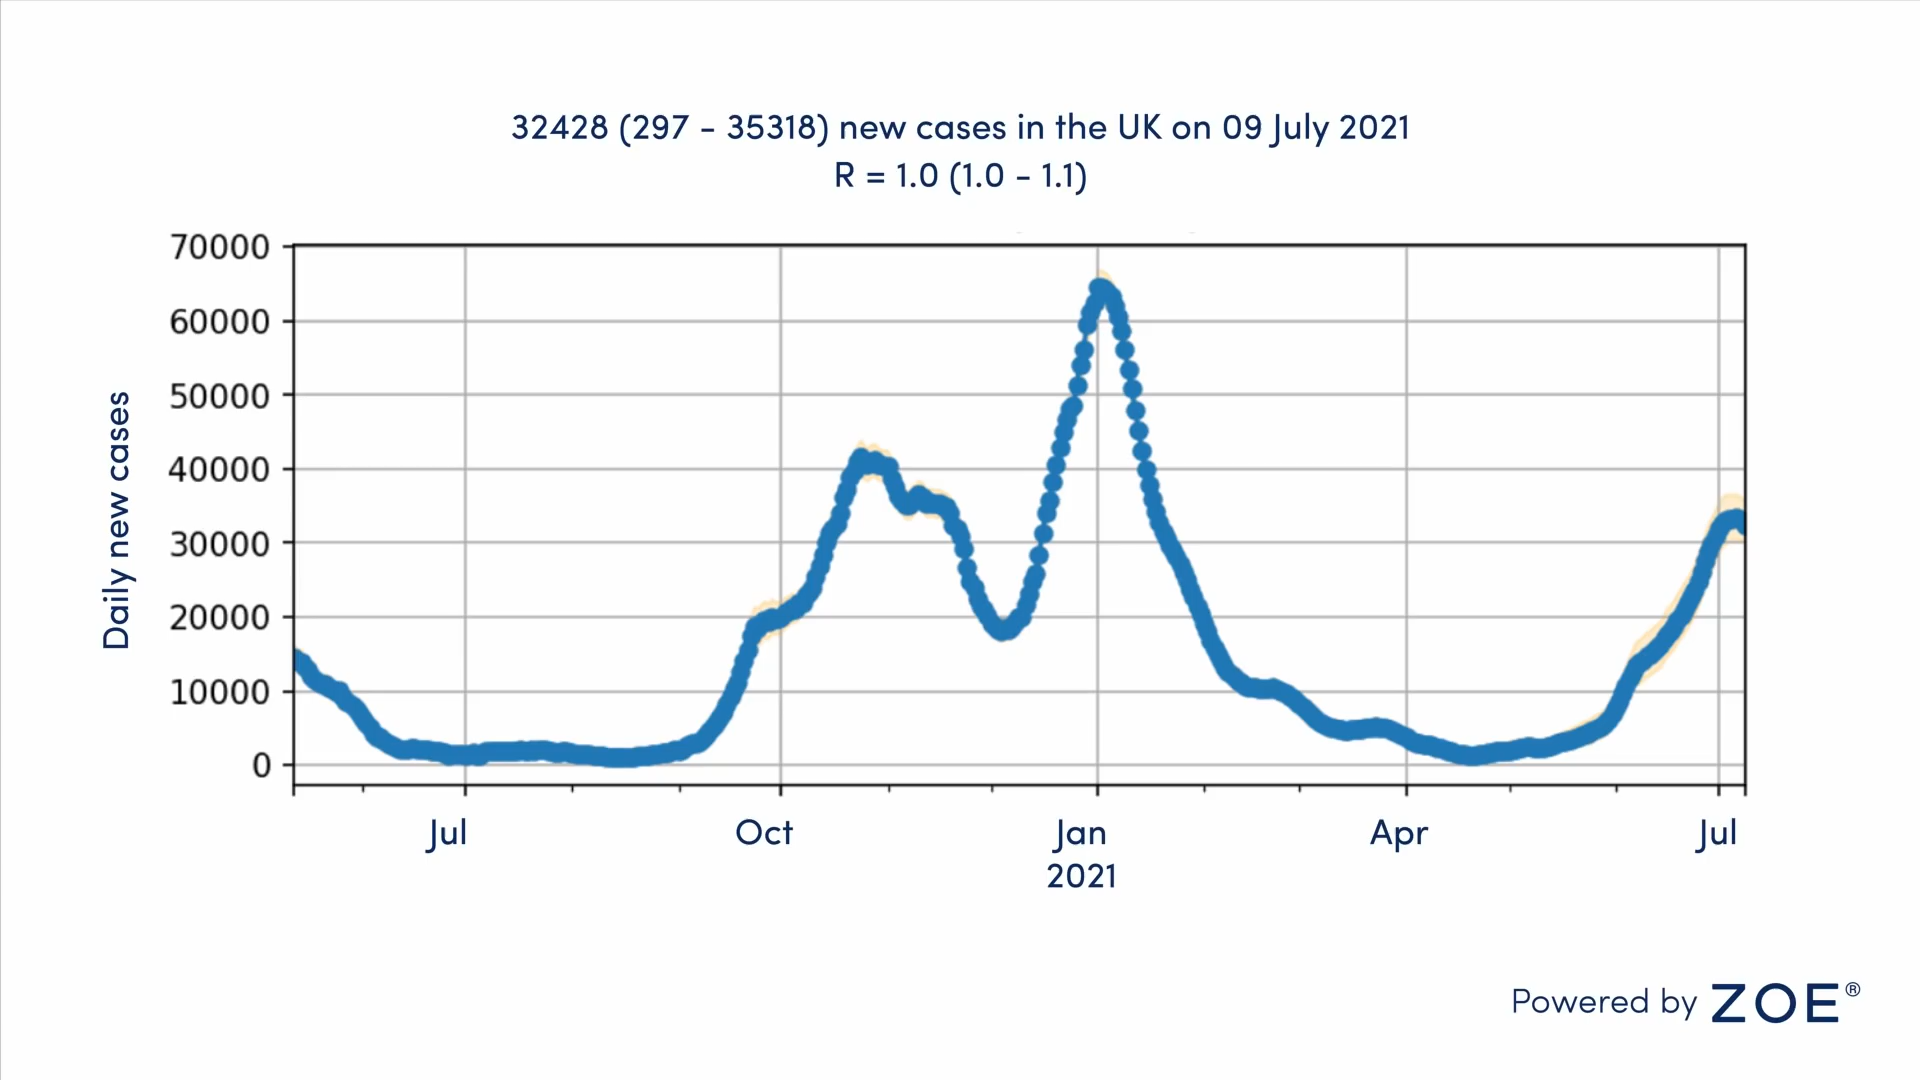 32428 (297 - 35318) new cases in the UK on 09 July 2021
R = 1.0 (1.0 - 1.1)
Daily new cases
70000
60000
50000
40000
30000
20000
10000
0
Jul
Oct
Jan
2021
Apr
Jul
Powered by ZOE®